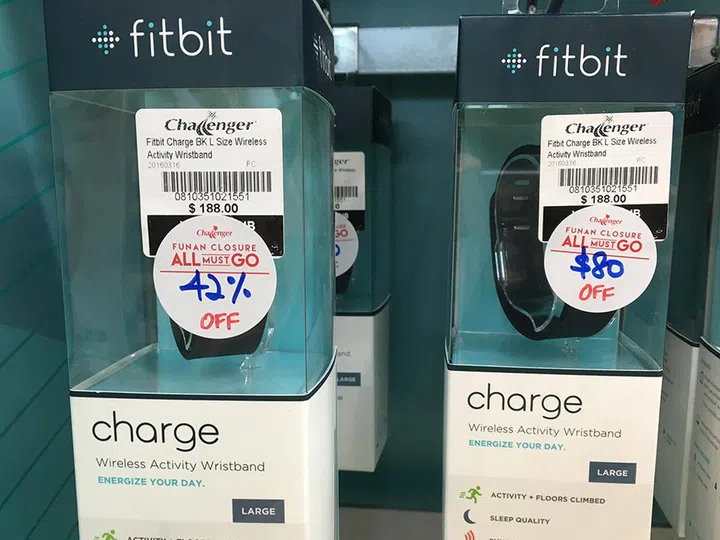 fitbit
Challenger
Fitbit Charge BK L Size Wireless
Activity Wristband
20160316 FC
0810351021551
$ 188.00
Challenger
FUNAN CLOSURE
ALL MUST GO
42%
OFF
charge
Wireless Activity Wristband
ENERGIZE YOUR DAY.
LARGE
LARGE
fitbit
Challenger
Fitbit Charge BK L Size Wireless
Activity Wristband
20160316 FC
0810351021551
$ 188.00
Challenger
FUNAN CLOSURE
ALL MUST GO
$80
OFF
charge
Wireless Activity Wristband
ENERGIZE YOUR DAY.
LARGE
ACTIVITY + FLOORS CLIMBED
SLEEP QUALITY